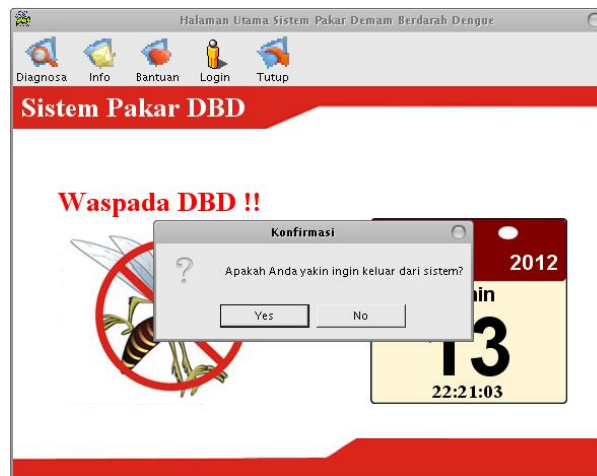 Halaman Utama Sistem Pakar Demam Berdarah Dengue
Diagnosa Info Bantuan Login Tutup
Sistem Pakar DBD
Waspada DBD !!
Konfirmasi
Apakah Anda yakin ingin keluar dari sistem?
Yes No
2012
13
22:21:03